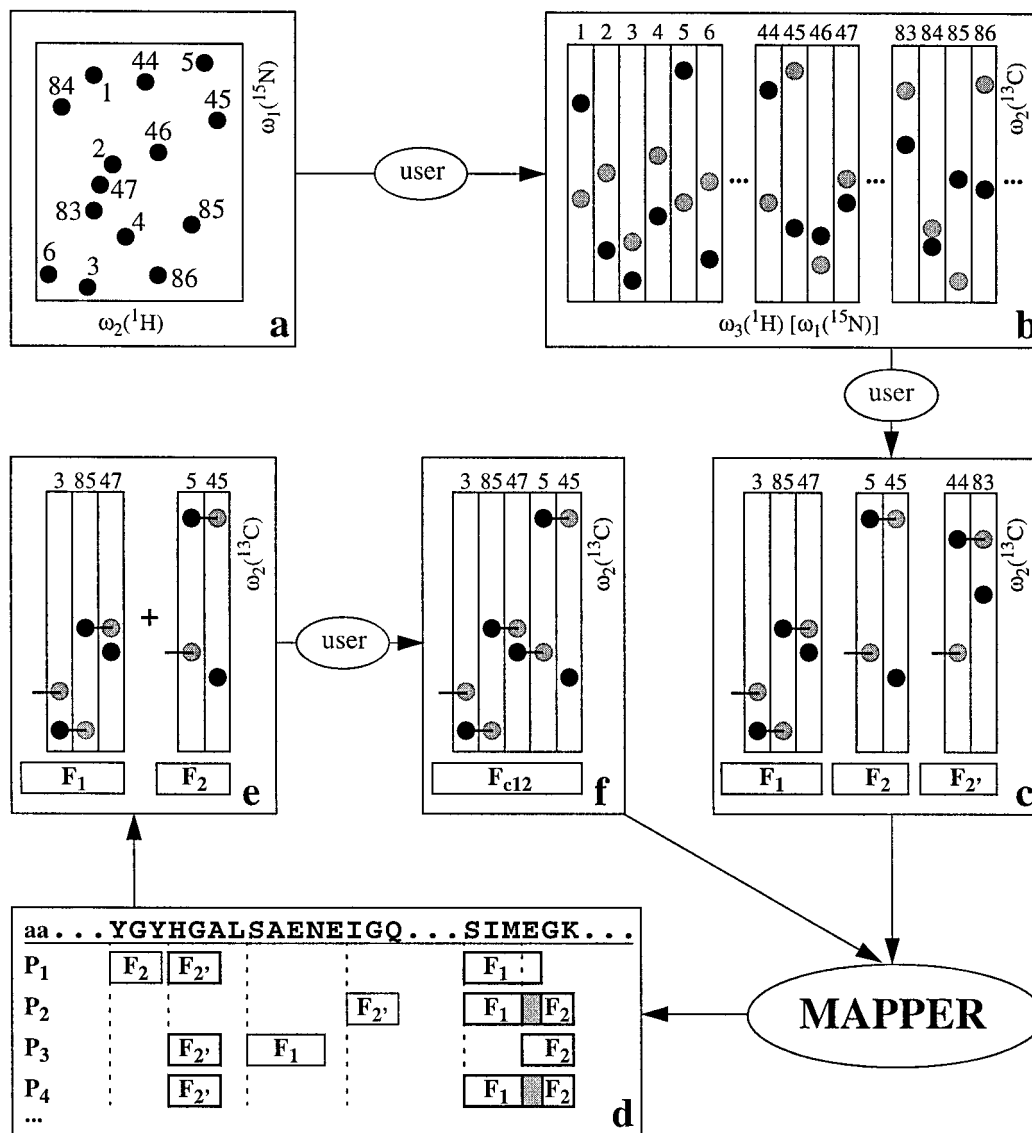 44
5
84
1
45
46
2
47
83
4
85
6
3
86
ω1(15N)
ω2(1H)
a
user
1 2 3 4 5 6 44 45 46 47 83 84 85 86
... ... ...
ω2(13C)
ω3(1H) [ω1(15N)]
b
user
3 85 47 5 45
+
ω2(13C)
F1 F2
e
user
3 85 47 5 45
ω2(13C)
Fc12
f
3 85 47 5 45 44 83
ω2(13C)
F1 F2 F2'
c
aa...YGYHGALSAENEIGQ...SIMEGK...
P1 F2 F2' F1
P2 F2' F1 F2
P3 F2' F1 F2
P4 F2' F1 F2
...
d
MAPPER